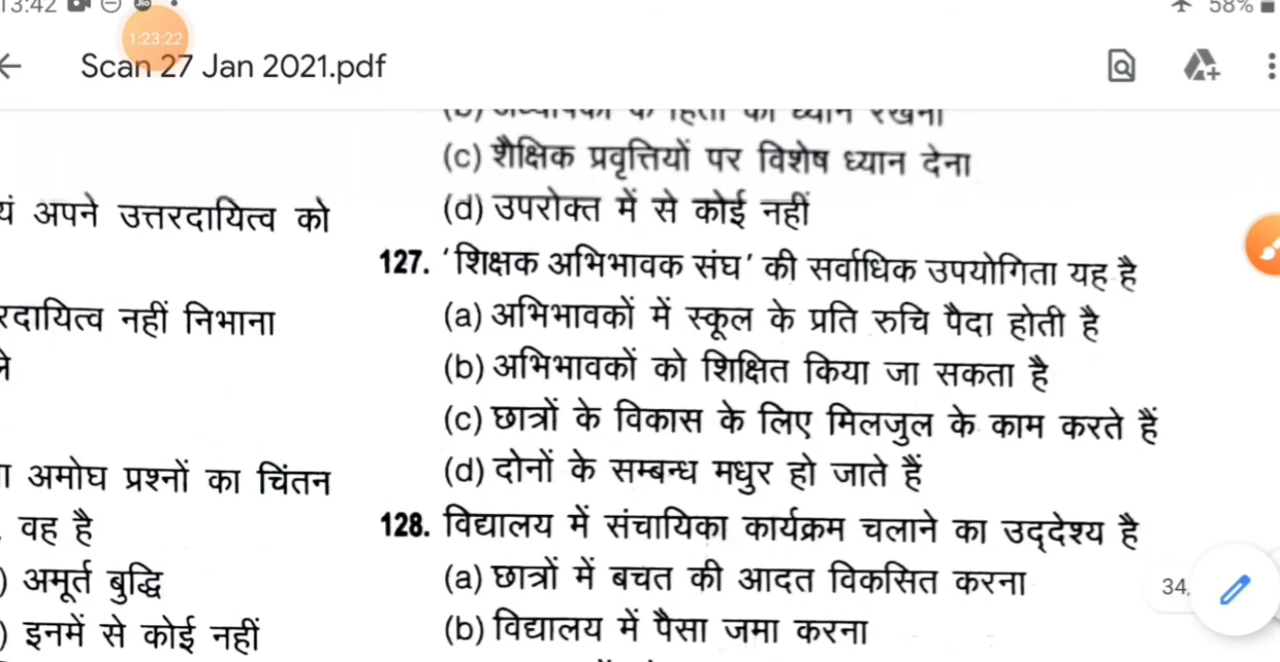 13:42
58%
1:23:22
Scan 27 Jan 2021.pdf
ध्यान रखना
(c) शैक्षिक प्रवृत्तियों पर विशेष ध्यान देना
(d) उपरोक्त में से कोई नहीं
127. 'शिक्षक अभिभावक संघ' की सर्वाधिक उपयोगिता यह है
(a) अभिभावकों में स्कूल के प्रति रुचि पैदा होती है
(b) अभिभावकों को शिक्षित किया जा सकता है
(c) छात्रों के विकास के लिए मिलजुल के काम करते हैं
(d) दोनों के सम्बन्ध मधुर हो जाते हैं
128. विद्यालय में संचायिका कार्यक्रम चलाने का उद्देश्य है
(a) छात्रों में बचत की आदत विकसित करना
(b) विद्यालय में पैसा जमा करना
अपने उत्तरदायित्व को
नहीं निभाना
अमोघ प्रश्नों का चिंतन
वह है
) अमूर्त बुद्धि
) इनमें से कोई नहीं
34